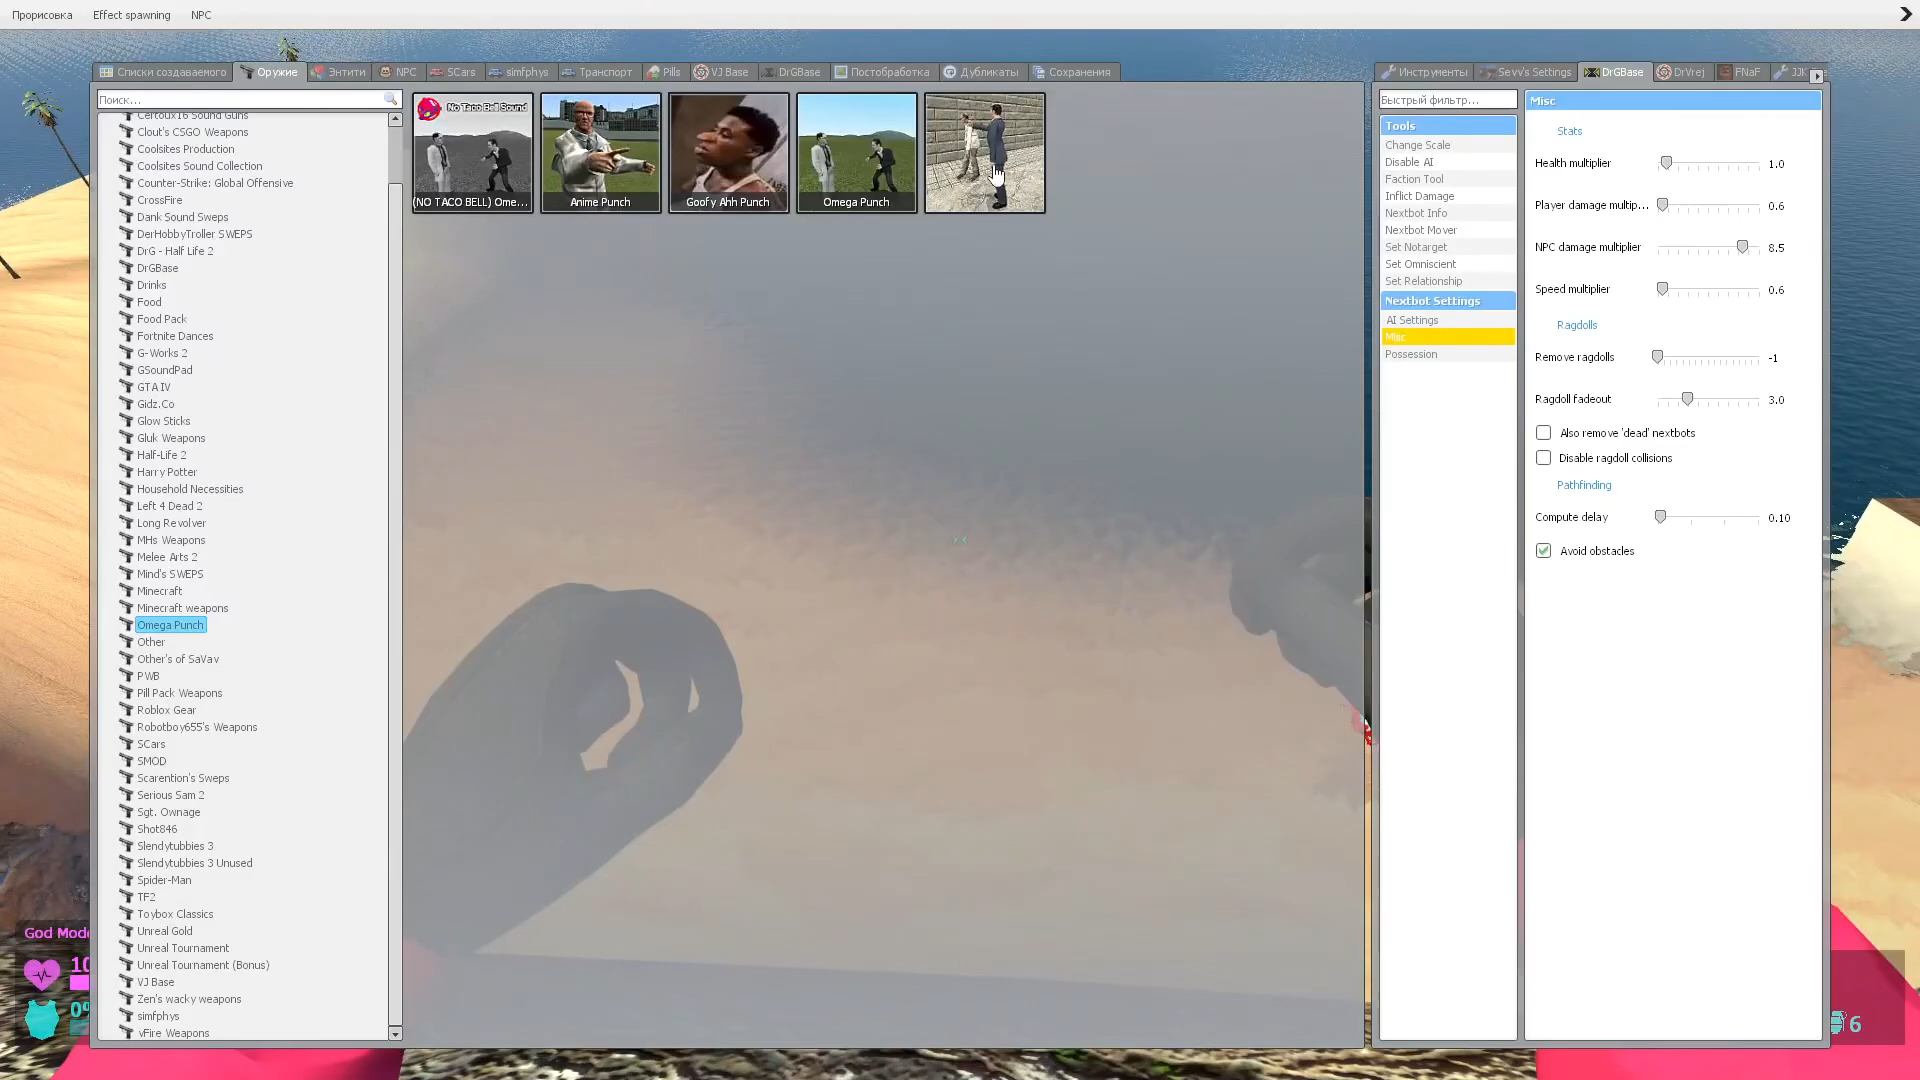 Прорисовка Effect spawning NPC
Списки создаваемого Оружие Энтити NPC SCars simfphys Транспорт Pills VJ Base DrGBase Постобработка Дубликаты Сохранения
Инструменты Sevv's Settings DrGBase DrVrej FNaF
Поиск...
Certoux16 Sound Guns
Clout's CSGO Weapons
Coolsites Production
Coolsites Sound Collection
Counter-Strike: Global Offensive
CrossFire
Dank Sound Sweps
DerHobbyTroller SWEPS
DrG - Half Life 2
DrGBase
Drinks
Food
Food Pack
Fortnite Dances
G-Works 2
GSoundPad
GTA IV
Gidz.Co
Glow Sticks
Gluk Weapons
Half-Life 2
Harry Potter
Household Necessities
Left 4 Dead 2
Long Revolver
MHs Weapons
Melee Arts 2
Mind's SWEPS
Minecraft
Minecraft weapons
Omega Punch
Other
Other's of SaVav
PWB
Pill Pack Weapons
Roblox Gear
Robotboy655's Weapons
SCars
SMOD
Scarention's Sweps
Serious Sam 2
Sgt. Ownage
Shot846
Slendytubbies 3
Slendytubbies 3 Unused
Spider-Man
TF2
Toybox Classics
Unreal Gold
Unreal Tournament
Unreal Tournament (Bonus)
VJ Base
Zen's wacky weapons
simfphys
vFire Weapons
No Taco Bell Sound
(NO TACO BELL) Ome...
Anime Punch
Goofy Ahh Punch
Omega Punch
Быстрый фильтр...
Tools
Change Scale
Disable AI
Faction Tool
Inflict Damage
Nextbot Info
Nextbot Mover
Set Notarget
Set Omniscient
Set Relationship
Nextbot Settings
AI Settings
Misc
Possession
Misc
Stats
Health multiplier 1.0
Player damage multip... 0.6
NPC damage multiplier 8.5
Speed multiplier 0.6
Ragdolls
Remove ragdolls -1
Ragdoll fadeout 3.0
Also remove 'dead' nextbots
Disable ragdoll collisions
Pathfinding
Compute delay 0.10
Avoid obstacles
God Mode
6